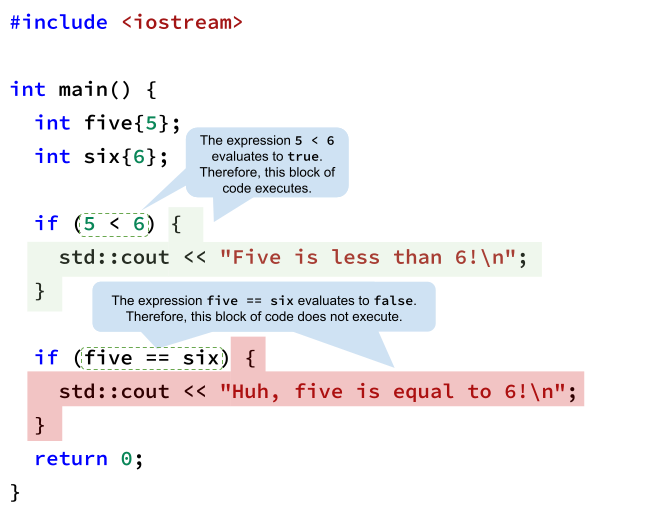 #include <iostream>
int main() {
int five{5};
int six{6};
The expression 5 < 6
evaluates to true.
Therefore, this block of
code executes.
if (5 < 6) {
std::cout << "Five is less than 6!\n";
}
The expression five == six evaluates to false.
Therefore, this block of code does not execute.
if (five == six) {
std::cout << "Huh, five is equal to 6!\n";
}
return 0;
}